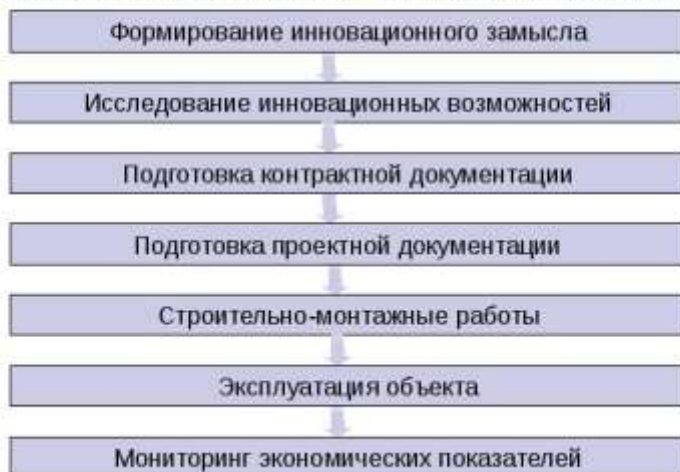 Формирование инновационного замысла
Исследование инновационных возможностей
Подготовка контрактной документации
Подготовка проектной документации
Строительно-монтажные работы
Эксплуатация объекта
Мониторинг экономических показателей